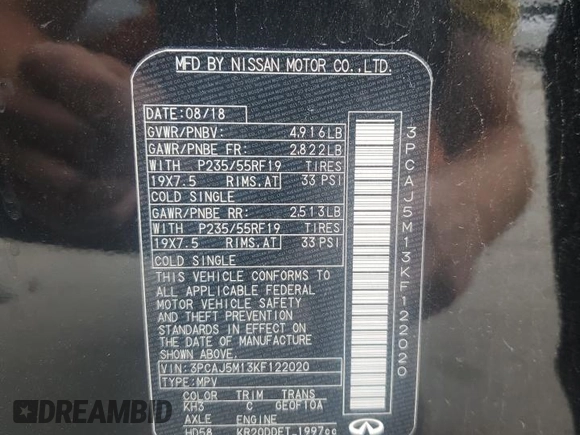 MFD BY NISSAN MOTOR CO.,LTD.
DATE:08/18
GVWR/PNBV: 4,916LB
GAWR/PNBE FR: 2,822LB
WITH P235/55RF19 TIRES
19X7.5 RIMS,AT 33 PSI
COLD SINGLE
GAWR/PNBE RR: 2,513LB
WITH P235/55RF19 TIRES
19X7.5 RIMS,AT 33 PSI
COLD SINGLE
THIS VEHICLE CONFORMS TO
ALL APPLICABLE FEDERAL
MOTOR VEHICLE SAFETY
AND THEFT PREVENTION
STANDARDS IN EFFECT ON
THE DATE OF MANUFACTURE
SHOWN ABOVE.
VIN:3PCAJ5M13KF122020
TYPE:MPV
COLOR TRIM TRANS
KH3 C GE0F10A
AXLE ENGINE
HD58 KR20DDET 1997cc
3PCAJ5M13KF122020
INFINITI
DEALERSLEFT.CO